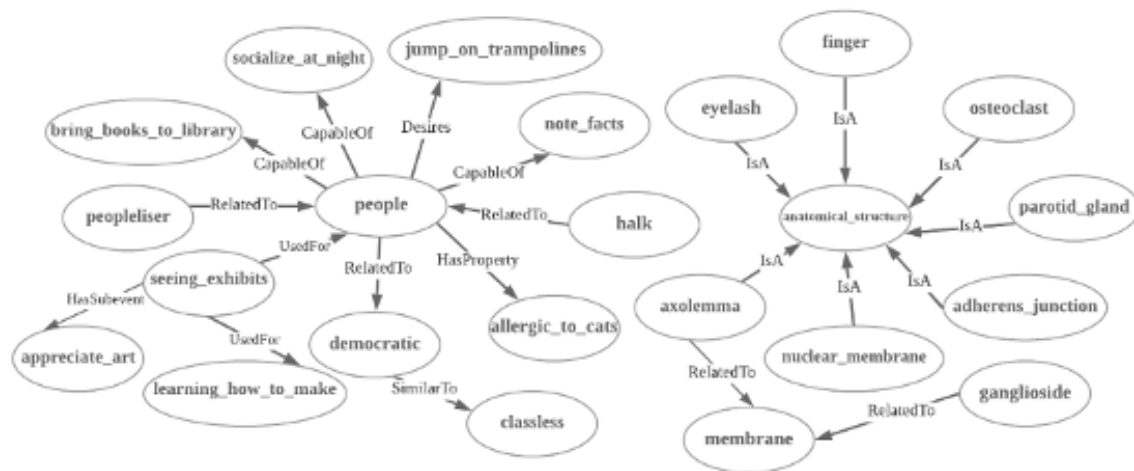 socialize_at_night
jump_on_trampolines
bring_books_to_library
note_facts
CapableOf
Desires
CapableOf
CapableOf
peopleliser
RelatedTo
people
RelatedTo
halk
UsedFor
RelatedTo
HasProperty
seeing_exhibits
HasSubevent
appreciate_art
UsedFor
learning_how_to_make
democratic
allergic_to_cats
SimilarTo
classless
finger
eyelash
osteoclast
IsA
IsA
IsA
anatomical_structure
parotid_gland
IsA
IsA
IsA
IsA
axolemma
adherens_junction
nuclear_membrane
RelatedTo
ganglioside
RelatedTo
membrane